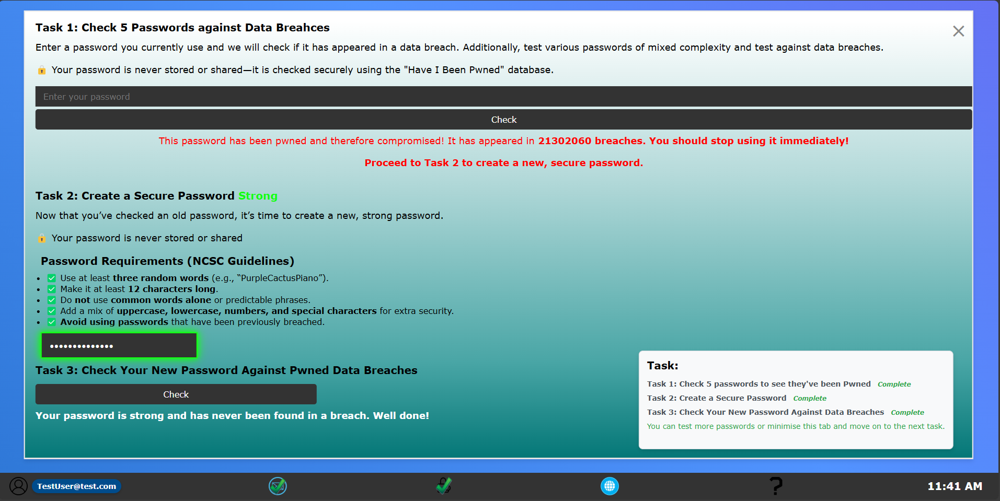 Task 1: Check 5 Passwords against Data Breahces
Enter a password you currently use and we will check if it has appeared in a data breach. Additionally, test various passwords of mixed complexity and test against data breaches.
🔒 Your password is never stored or shared—it is checked securely using the "Have I Been Pwned" database.
Enter your password
Check
This password has been pwned and therefore compromised! It has appeared in 21302060 breaches. You should stop using it immediately!
Proceed to Task 2 to create a new, secure password.
Task 2: Create a Secure Password Strong
Now that you’ve checked an old password, it’s time to create a new, strong password.
🔒 Your password is never stored or shared
Password Requirements (NCSC Guidelines)
• ✅ Use at least three random words (e.g., “PurpleCactusPiano”).
• ✅ Make it at least 12 characters long.
• ✅ Do not use common words alone or predictable phrases.
• ✅ Add a mix of uppercase, lowercase, numbers, and special characters for extra security.
• ✅ Avoid using passwords that have been previously breached.
••••••••••••••
Task 3: Check Your New Password Against Pwned Data Breaches
Check
Your password is strong and has never been found in a breach. Well done!
Task:
Task 1: Check 5 passwords to see they've been Pwned Complete
Task 2: Create a Secure Password Complete
Task 3: Check Your New Password Against Data Breaches Complete
You can test more passwords or minimise this tab and move on to the next task.
TestUser@test.com
?
11:41 AM